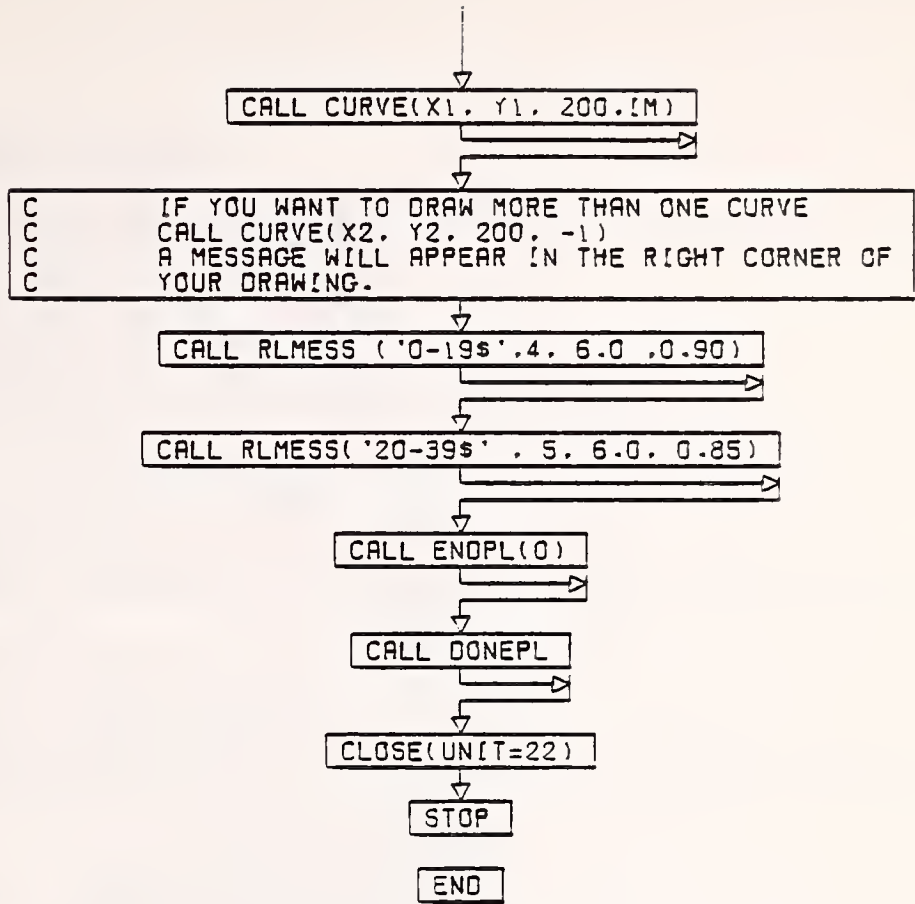 CALL CURVE(X1, Y1, 200,IM)
C IF YOU WANT TO DRAW MORE THAN ONE CURVE
C CALL CURVE(X2, Y2, 200, -1)
C A MESSAGE WILL APPEAR IN THE RIGHT CORNER OF
C YOUR DRAWING.
CALL RLMESS ('0-19$',4, 6.0 ,0.90)
CALL RLMESS('20-39$' , 5, 6.0, 0.85)
CALL ENDPL(0)
CALL DONEPL
CLOSE(UNIT=22)
STOP
END